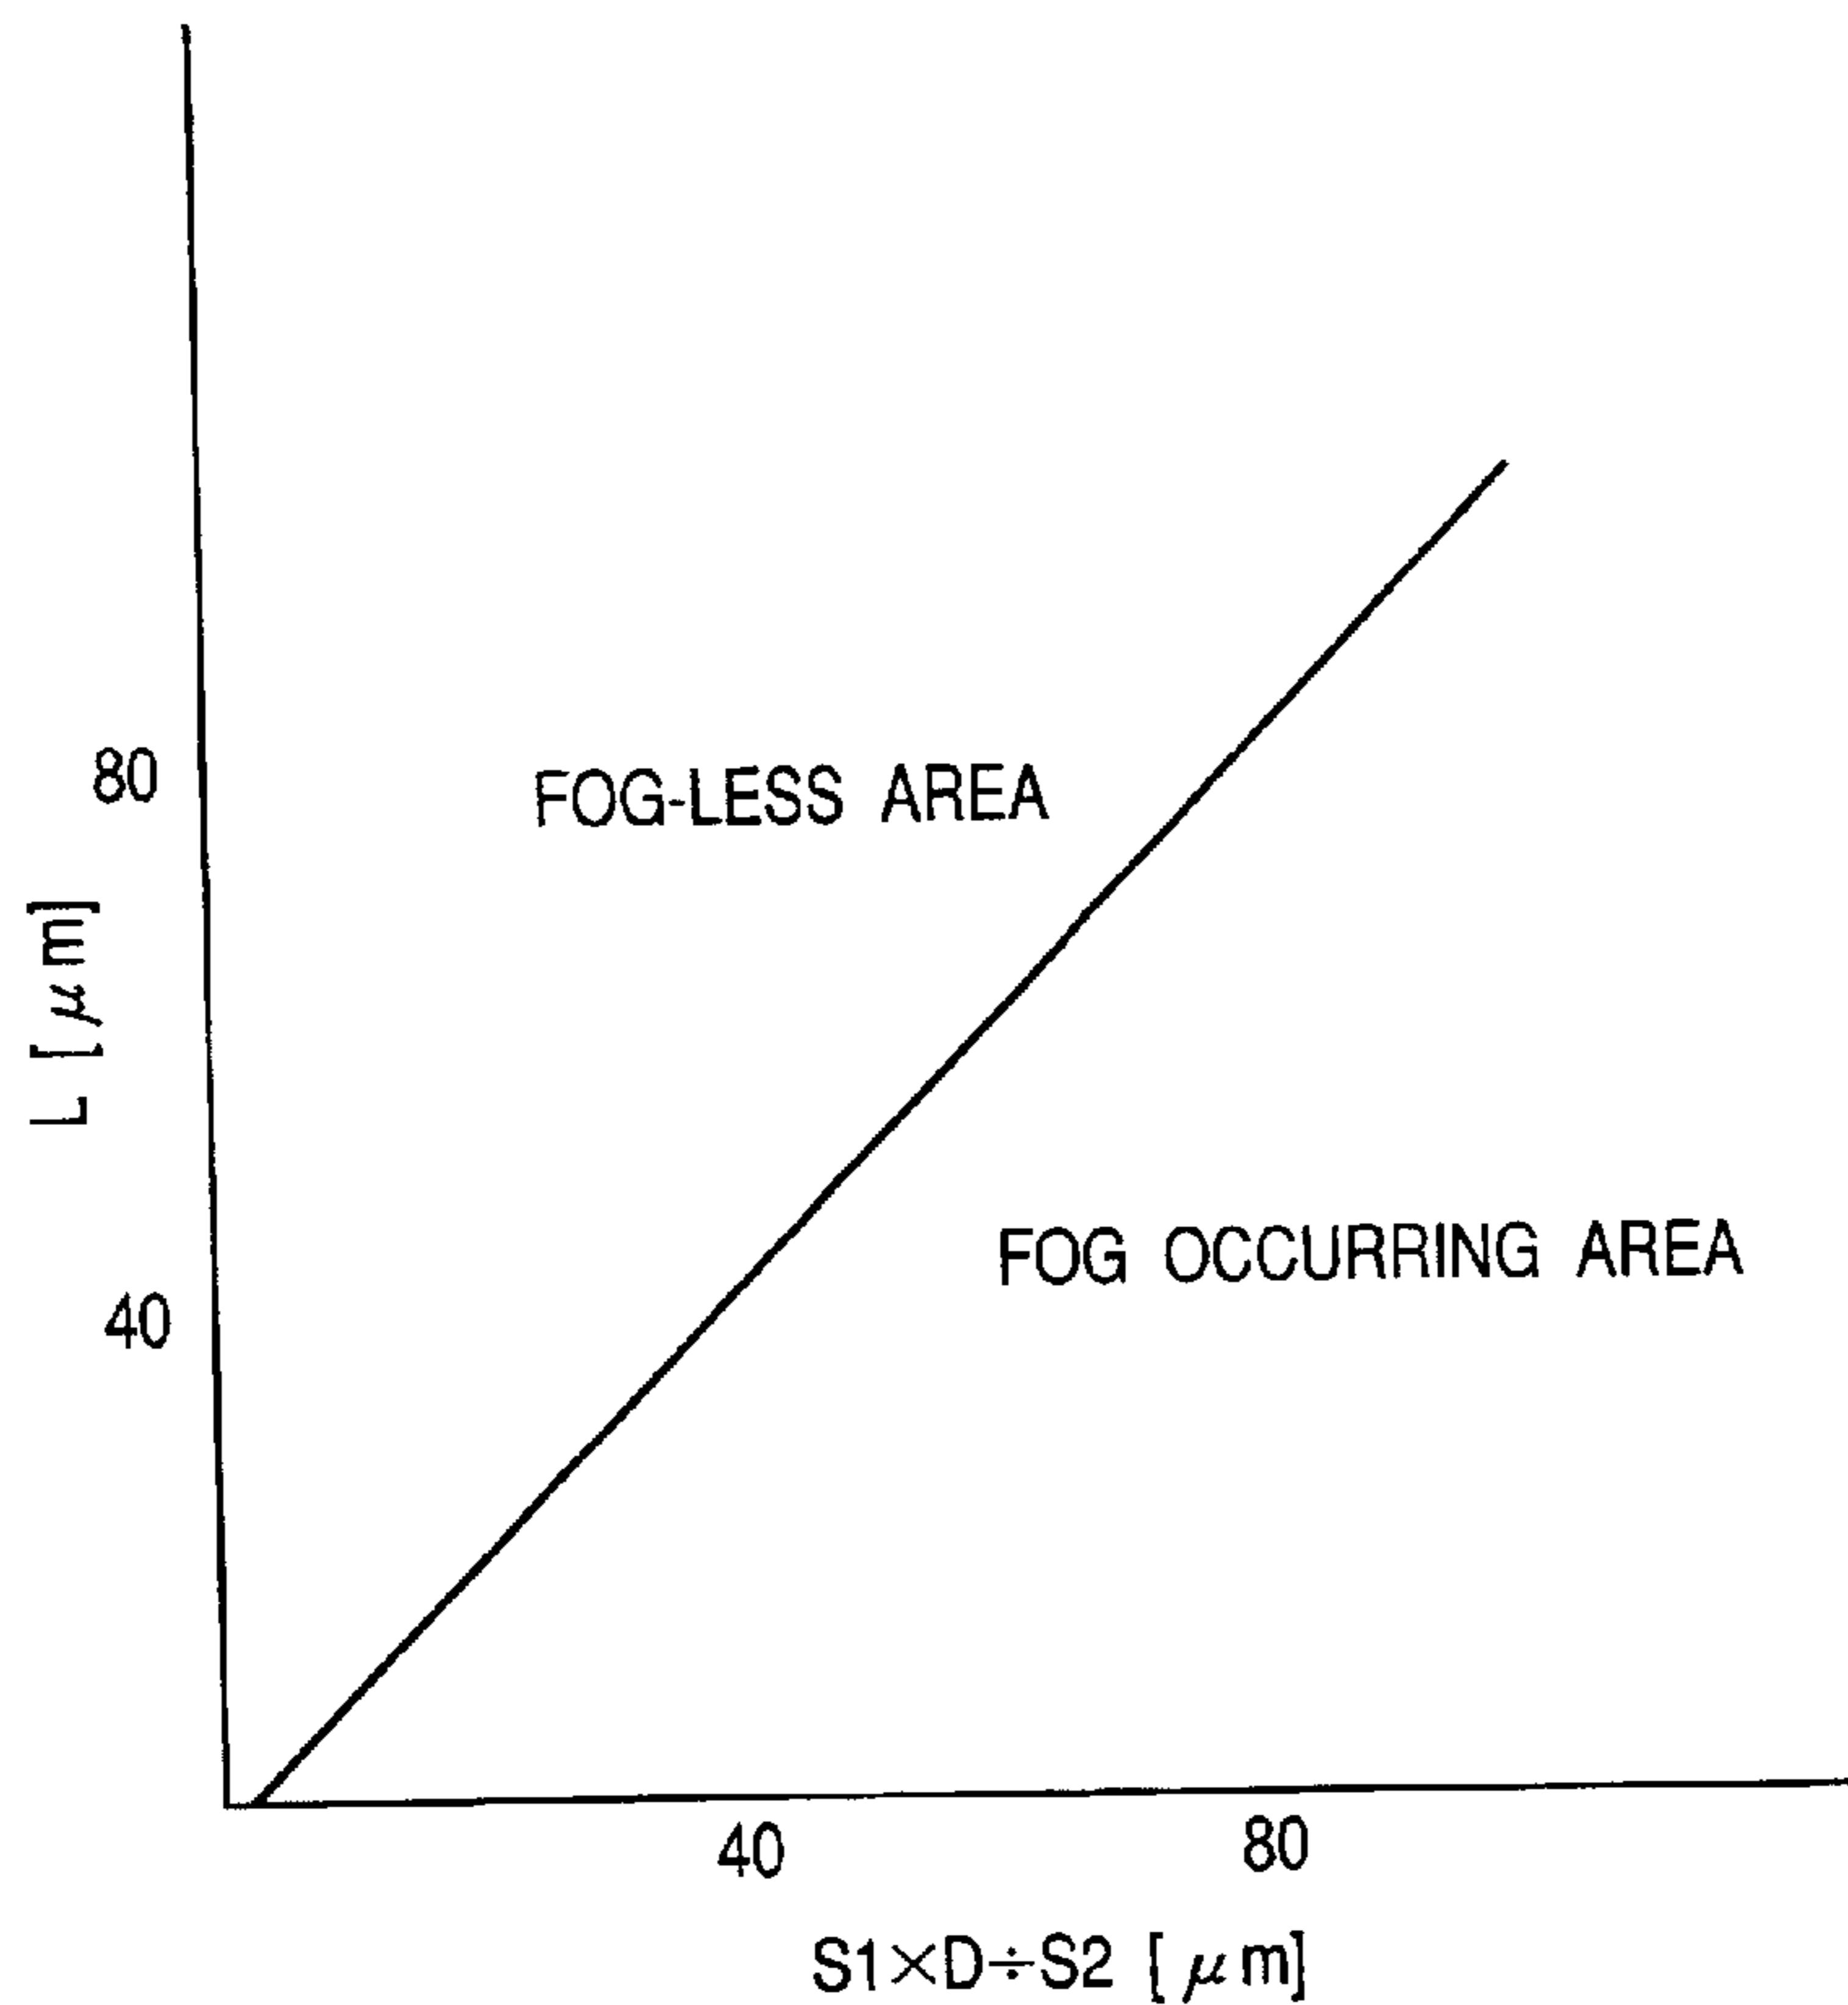 80
FOG-LESS AREA
L [μm]
FOG OCCURRING AREA
40
40
80
S1×D÷S2 [μm]